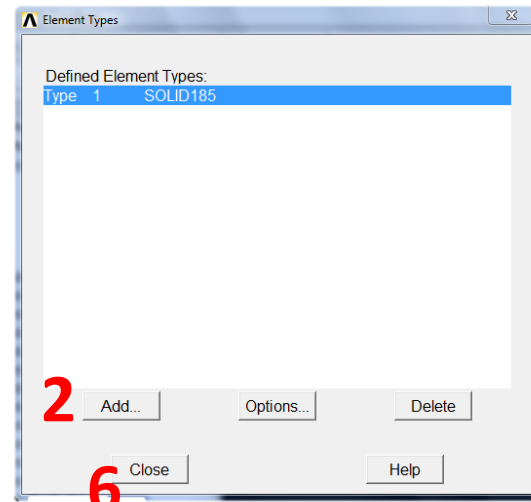 Element Types
Defined Element Types:
Type 1 SOLID185
2 Add... Options... Delete
6 Close Help